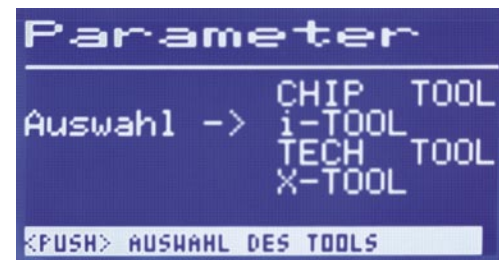 Parameter
CHIP TOOL
Auswahl -> i-TOOL
TECH TOOL
X-TOOL
<PUSH> AUSWAHL DES TOOLS